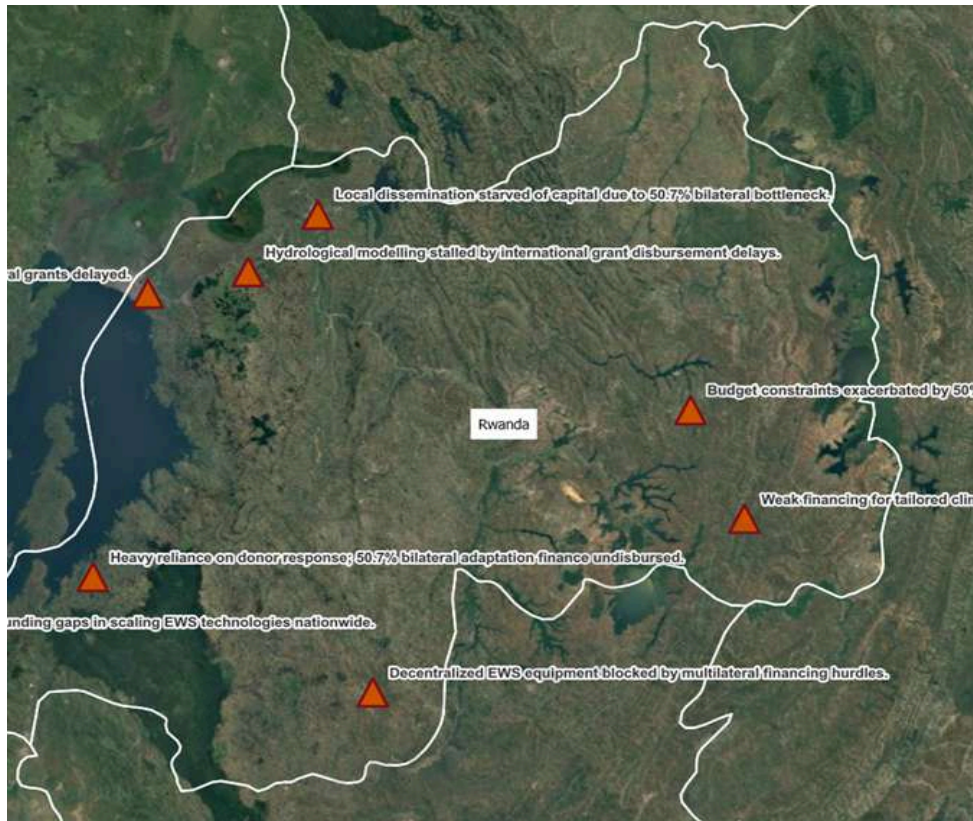 Local dissemination starved of capital due to 50.7% bilateral bottleneck.
Hydrological modelling stalled by international grant disbursement delays.
al grants delayed.
Budget constraints exacerbated by 50%
Rwanda
Weak financing for tailored clim
Heavy reliance on donor response; 50.7% bilateral adaptation finance undisbursed.
unding gaps in scaling EWS technologies nationwide.
Decentralized EWS equipment blocked by multilateral financing hurdles.